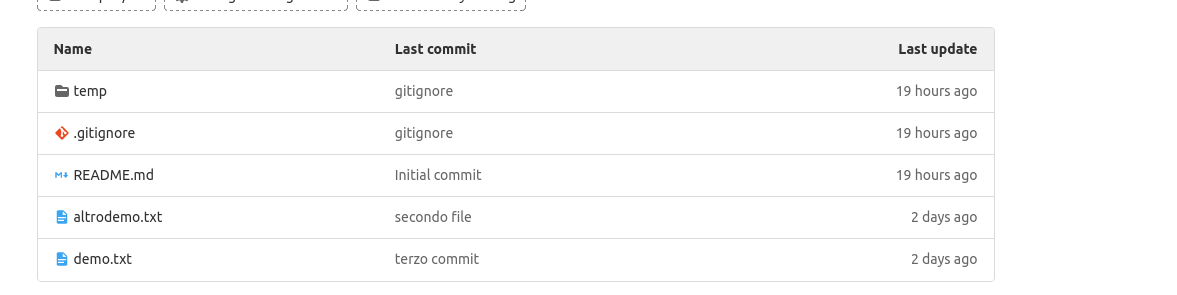 Name Last commit Last update
temp gitignore 19 hours ago
.gitignore gitignore 19 hours ago
README.md Initial commit 19 hours ago
altrodemo.txt secondo file 2 days ago
demo.txt terzo commit 2 days ago